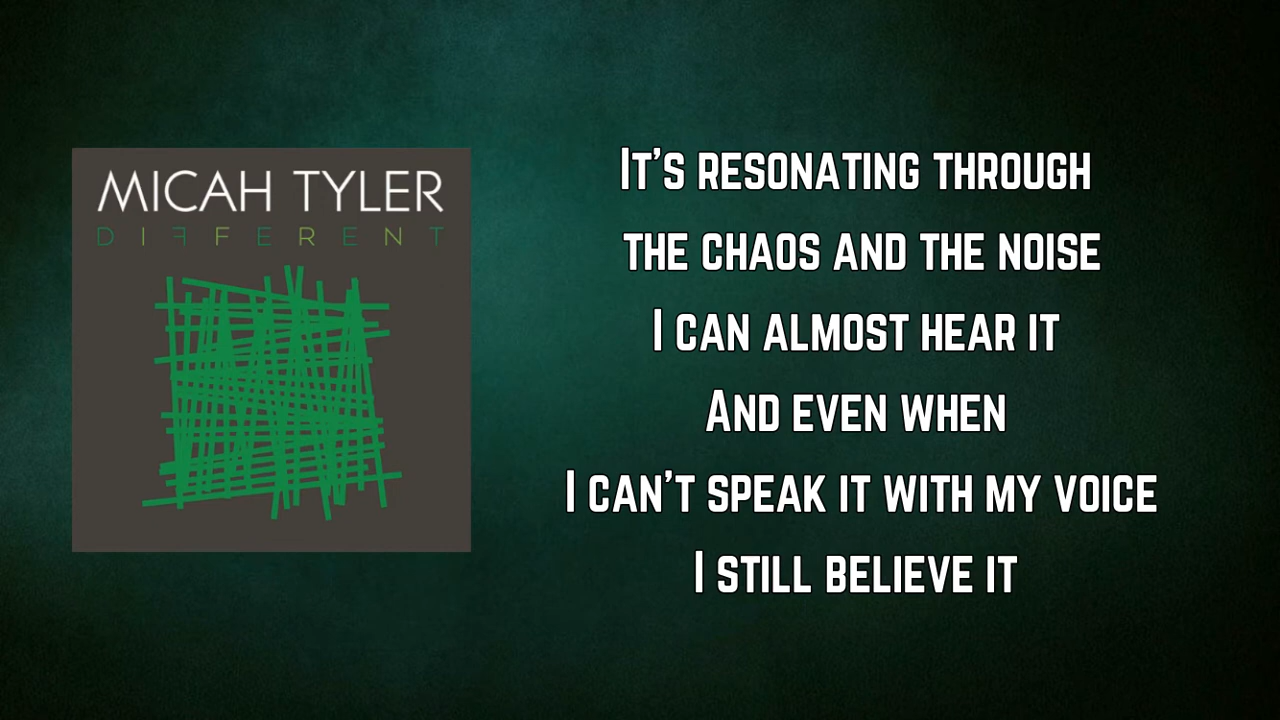 MICAH TYLER
DIFFERENT
IT'S RESONATING THROUGH
THE CHAOS AND THE NOISE
I CAN ALMOST HEAR IT
AND EVEN WHEN
I CAN'T SPEAK IT WITH MY VOICE
I STILL BELIEVE IT